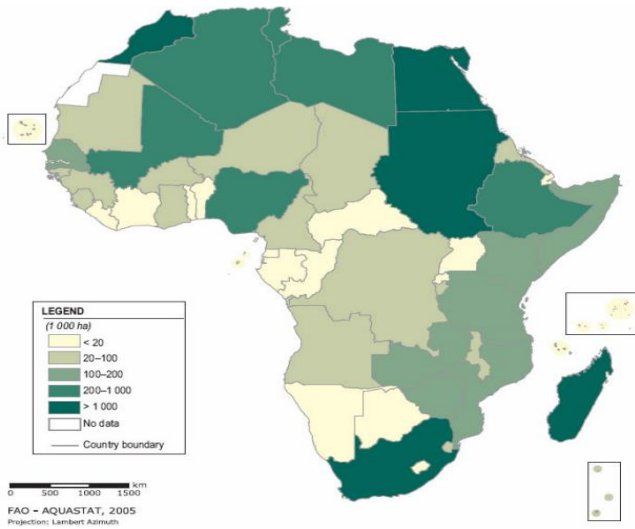 LEGEND
(1 000 ha)
< 20
20–100
100–200
200–1 000
> 1 000
No data
Country boundary
km
0 500 1000 1500
FAO – AQUASTAT, 2005
Projection: Lambert Azimuth